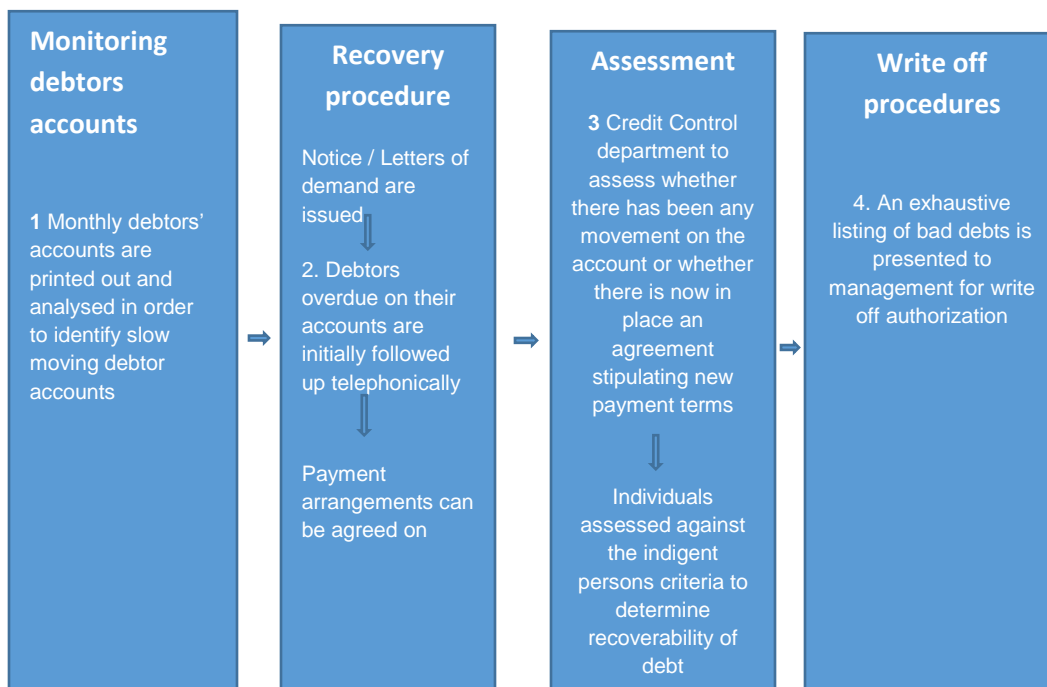 Monitoring
debtors
accounts
1 Monthly debtors’
accounts are
printed out and
analysed in order
to identify slow
moving debtor
accounts
Recovery
procedure
Notice / Letters of
demand are
issued
2. Debtors
overdue on their
accounts are
initially followed
up telephonically
Payment
arrangements can
be agreed on
Assessment
3 Credit Control
department to
assess whether
there has been any
movement on the
account or whether
there is now in
place an
agreement
stipulating new
payment terms
Individuals
assessed against
the indigent
persons criteria to
determine
recoverability of
debt
Write off
procedures
4. An exhaustive
listing of bad debts is
presented to
management for write
off authorization